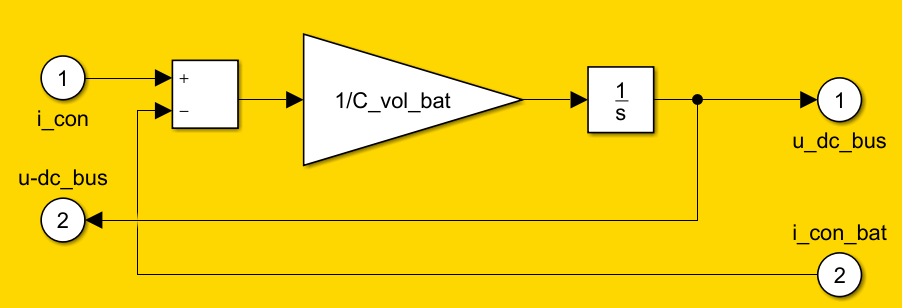 1
i_con
+
−
1/C_vol_bat
1
s
1
u_dc_bus
u-dc_bus
2
i_con_bat
2